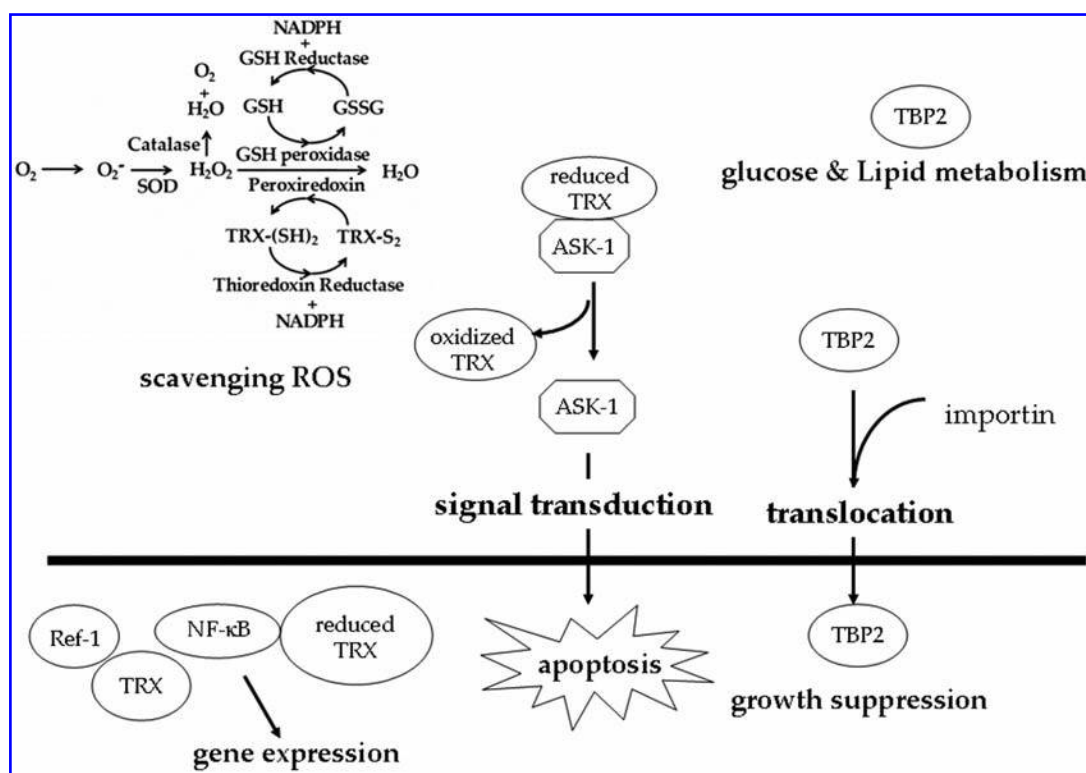 NADPH
+
GSH Reductase
O2
+
H2O
GSH
GSSG
Catalase
GSH peroxidase
O2
O2-
SOD
H2O2
H2O
Peroxiredoxin
TRX-(SH)2
TRX-S2
Thioredoxin Reductase
+
NADPH
scavenging ROS
reduced
TRX
ASK-1
oxidized
TRX
ASK-1
signal transduction
TBP2
glucose & Lipid metabolism
TBP2
importin
translocation
Ref-1
TRX
NF-κB
reduced
TRX
gene expression
apoptosis
TBP2
growth suppression